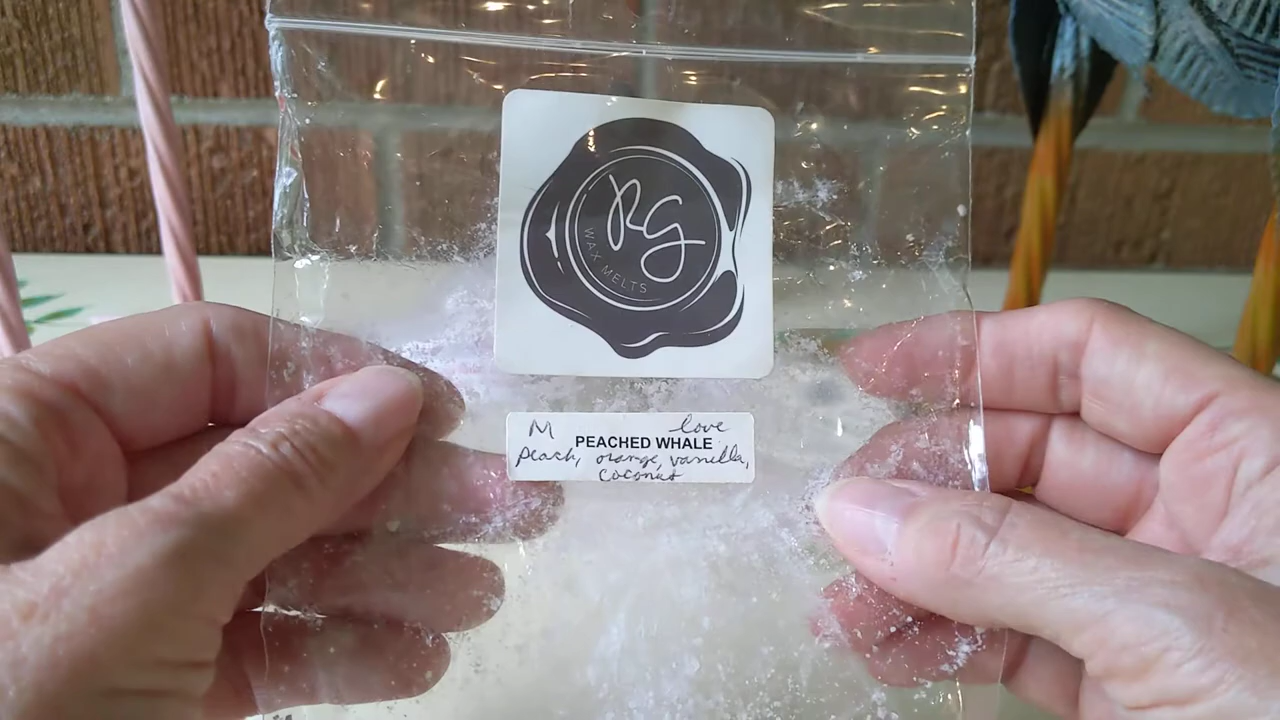 RG
WAX MELTS
M love
PEACHED WHALE
peach, orange, vanilla,
coconut